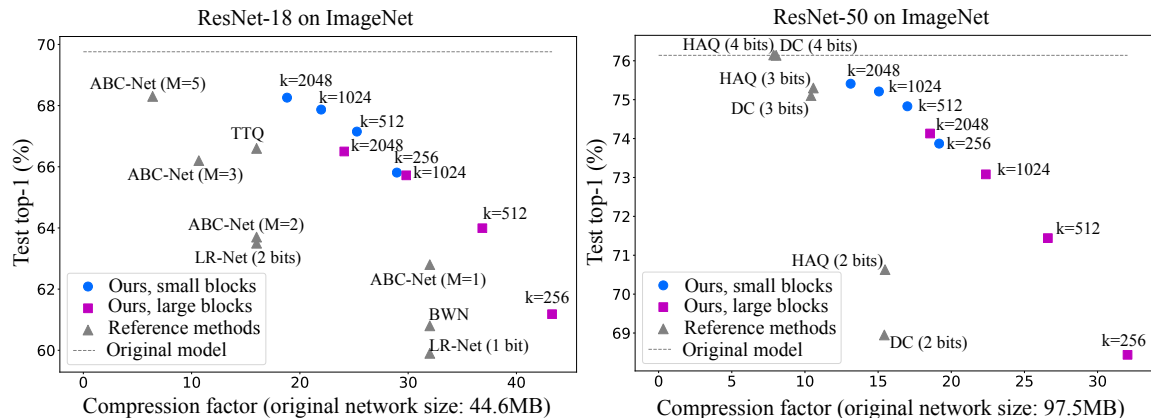 ResNet-18 on ImageNet
70
68
66
64
62
60
Test top-1 (%)
ABC-Net (M=5)
k=2048
k=1024
TTQ
k=512
k=2048
ABC-Net (M=3)
k=256
k=1024
ABC-Net (M=2)
LR-Net (2 bits)
k=512
ABC-Net (M=1)
k=256
BWN
LR-Net (1 bit)
Ours, small blocks
Ours, large blocks
Reference methods
Original model
0 10 20 30 40
Compression factor (original network size: 44.6MB)
ResNet-50 on ImageNet
76
75
74
73
72
71
70
69
Test top-1 (%)
HAQ (4 bits) DC (4 bits)
k=2048
HAQ (3 bits)
k=1024
DC (3 bits)
k=512
k=2048
k=256
k=1024
k=512
HAQ (2 bits)
DC (2 bits)
k=256
Ours, small blocks
Ours, large blocks
Reference methods
Original model
0 5 10 15 20 25 30
Compression factor (original network size: 97.5MB)